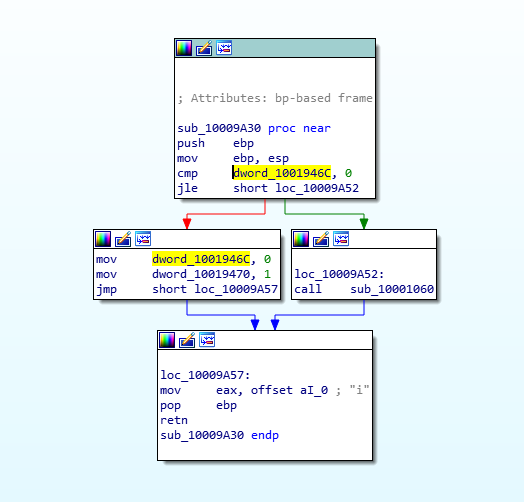 ; Attributes: bp-based frame
sub_10009A30 proc near
push ebp
mov ebp, esp
cmp dword_1001946C, 0
jle short loc_10009A52
mov dword_1001946C, 0
mov dword_10019470, 1
jmp short loc_10009A57
loc_10009A52:
call sub_10001060
loc_10009A57:
mov eax, offset aI_0 ; "i"
pop ebp
retn
sub_10009A30 endp